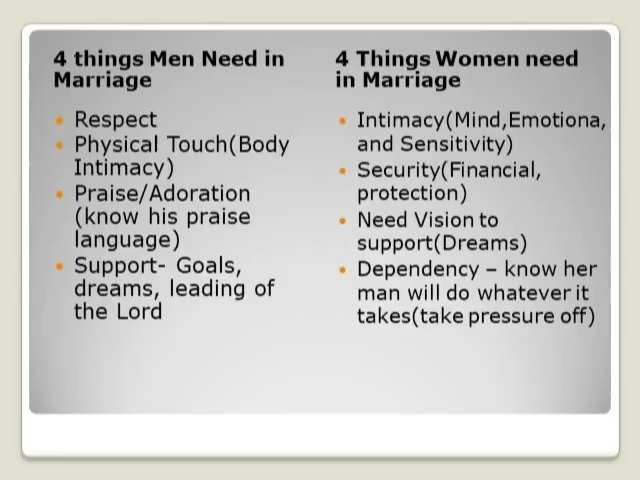 4 things Men Need in
Marriage
• Respect
• Physical Touch(Body
Intimacy)
• Praise/Adoration
(know his praise
language)
• Support- Goals,
dreams, leading of
the Lord
4 Things Women need
in Marriage
• Intimacy(Mind,Emotiona,
and Sensitivity)
• Security(Financial,
protection)
• Need Vision to
support(Dreams)
• Dependency – know her
man will do whatever it
takes(take pressure off)